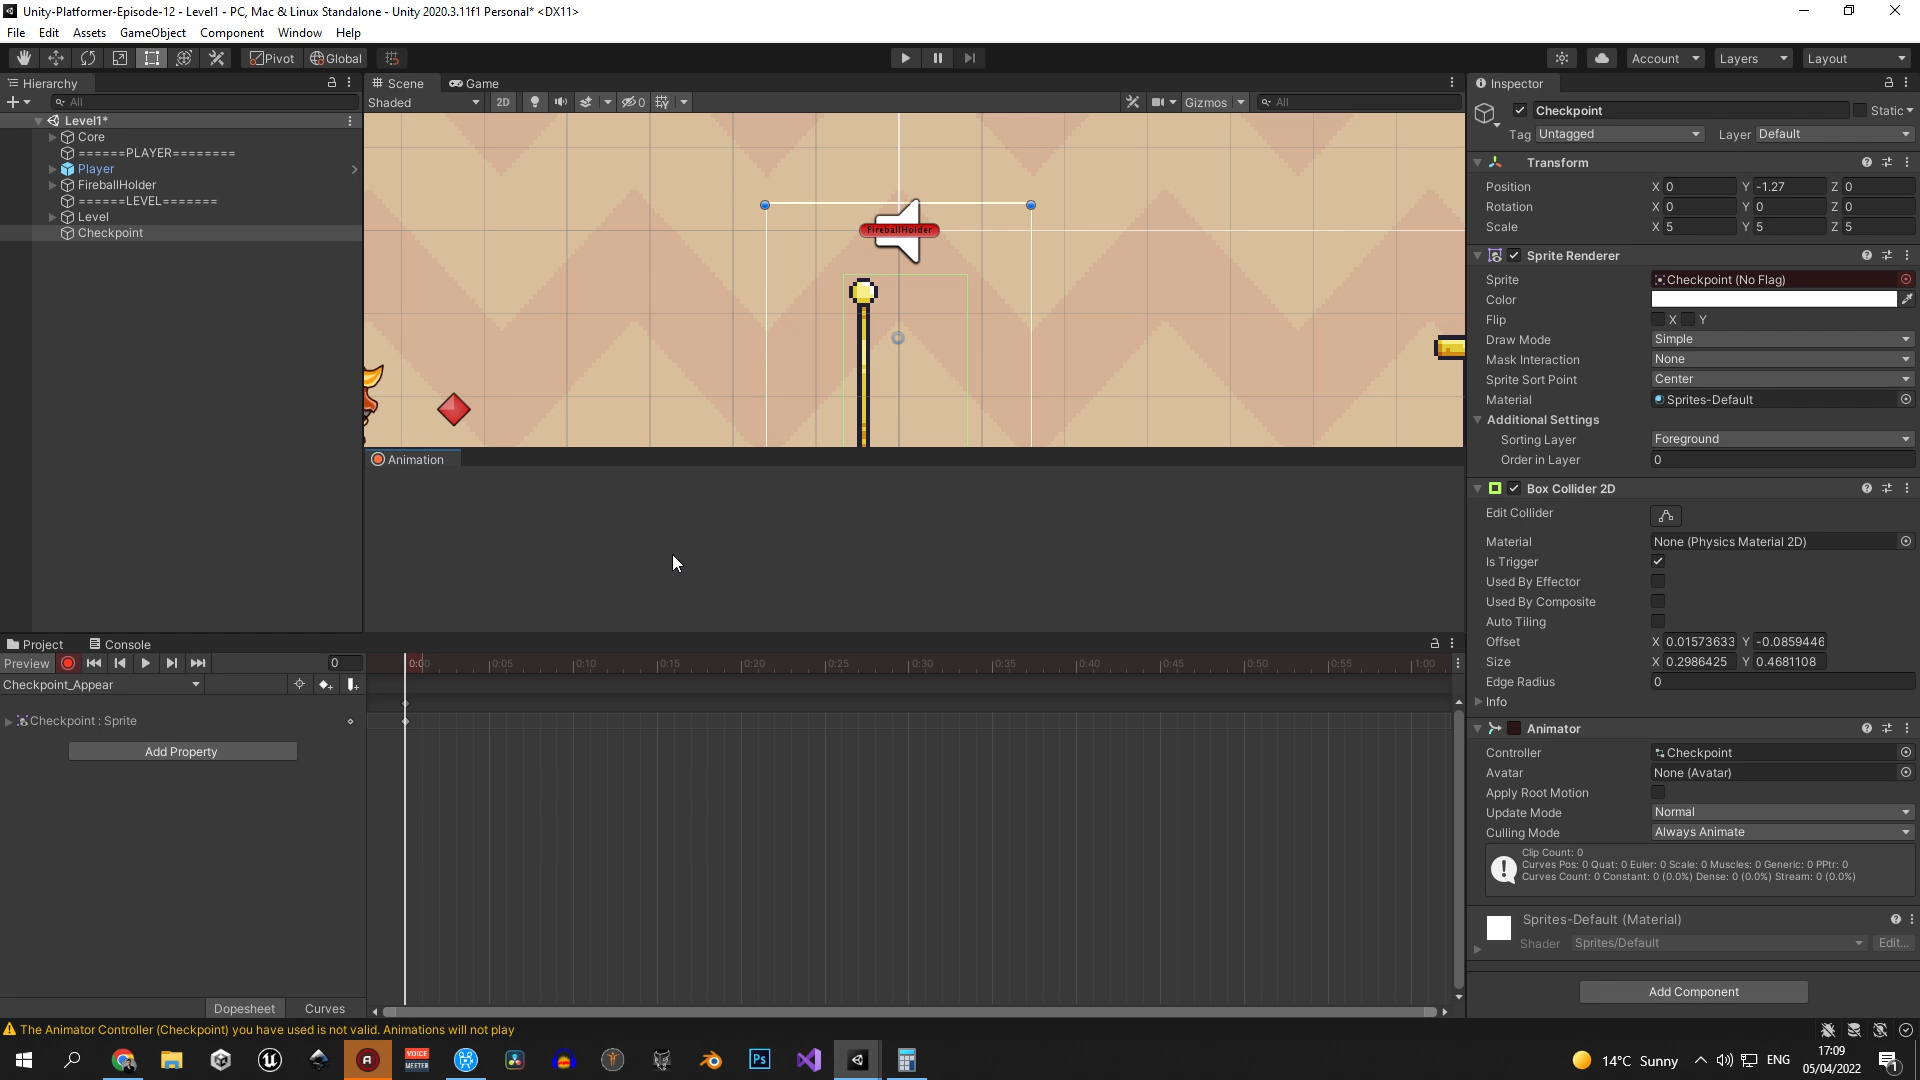 Unity-Platformer-Episode-12 - Level1 - PC, Mac & Linux Standalone - Unity 2020.3.11f1 Personal* <DX11>
File Edit Assets GameObject Component Window Help
Pivot Global Account Layers Layout
Hierarchy Scene Game Inspector
All Shaded 2D 0 Gizmos All
Checkpoint Static
Level1*
Core
Tag Untagged Layer Default
======PLAYER========
Player
Transform
FireballHolder
Position X 0 Y -1.27 Z 0
======LEVEL=======
Rotation X 0 Y 0 Z 0
Level
Scale X 5 Y 5 Z 5
Checkpoint
FireballHolder
Sprite Renderer
Sprite Checkpoint (No Flag)
Color
Flip X Y
Draw Mode Simple
Mask Interaction None
Sprite Sort Point Center
Material Sprites-Default
Additional Settings
Sorting Layer Foreground
Order in Layer 0
Animation
Box Collider 2D
Edit Collider
Material None (Physics Material 2D)
Is Trigger
Used By Effector
Used By Composite
Auto Tiling
Offset X 0.01573633 Y -0.0859446
Size X 0.2986425 Y 0.4681108
Edge Radius 0
Info
Project Console
Preview 0 0:00 0:05 0:10 0:15 0:20 0:25 0:30 0:35 0:40 0:45 0:50 0:55 1:00
Checkpoint_Appear
Checkpoint : Sprite
Add Property
Animator
Controller Checkpoint
Avatar None (Avatar)
Apply Root Motion
Update Mode Normal
Culling Mode Always Animate
Clip Count: 0
Curves Pos: 0 Quat: 0 Euler: 0 Scale: 0 Muscles: 0 Generic: 0 PPtr: 0
Curves Count: 0 Constant: 0 (0.0%) Dense: 0 (0.0%) Stream: 0 (0.0%)
Sprites-Default (Material)
Shader Sprites/Default Edit...
Add Component
Dopesheet Curves
The Animator Controller (Checkpoint) you have used is not valid. Animations will not play
VOICE
MEETER
Ps
14°C Sunny ENG
17:09
05/04/2022
1